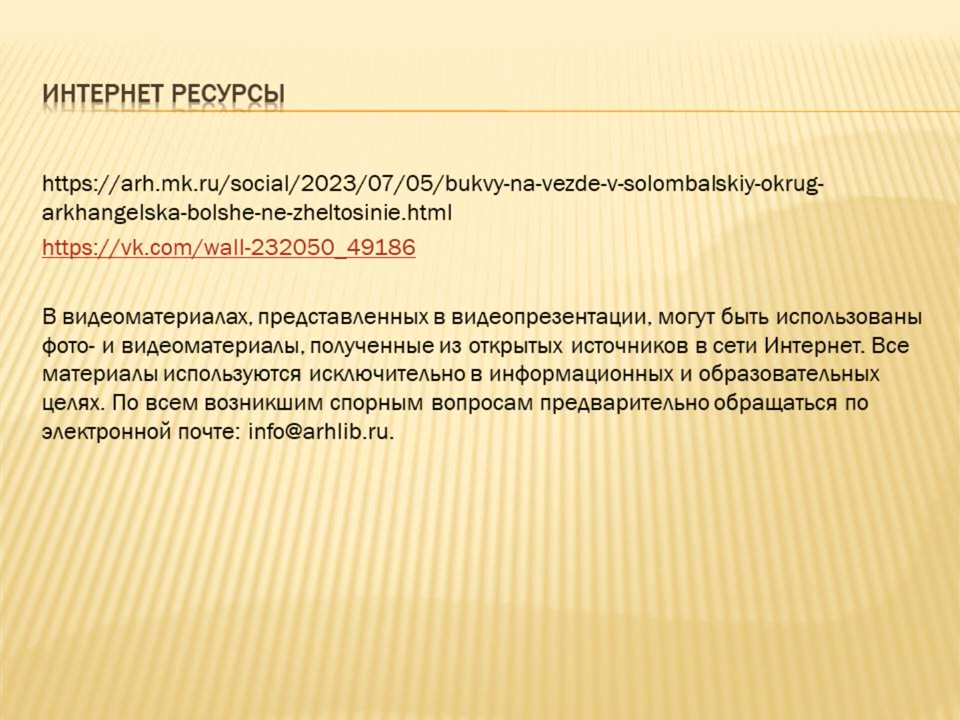 ИНТЕРНЕТ РЕСУРСЫ
https://arh.mk.ru/social/2023/07/05/bukvy-na-vezde-v-solombalskiy-okrug-
arkhangelska-bolshe-ne-zheltosinie.html
https://vk.com/wall-232050_49186
В видеоматериалах, представленных в видеопрезентации, могут быть использованы
фото- и видеоматериалы, полученные из открытых источников в сети Интернет. Все
материалы используются исключительно в информационных и образовательных
целях. По всем возникшим спорным вопросам предварительно обращаться по
электронной почте: info@arhlib.ru.